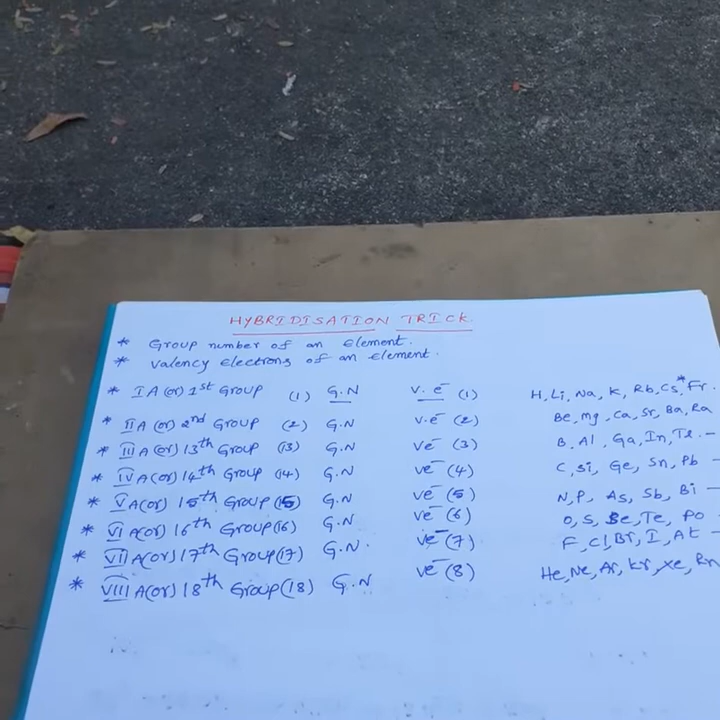 HYBRIDISATION TRICK.
* Group number of an element.
* Valency electrons of an element.
* IA (or) 1st Group (1) G.N V.e- (1) H, Li, Na, K, Rb, Cs,* Fr.
* IIA (or) 2nd Group (2) G.N V.e- (2) Be, Mg, Ca, Sr, Ba, Ra
* IIIA (or) 13th Group (13) G.N Ve- (3) B, Al, Ga, In, Tl. -
* IVA (or) 14th Group (14) G.N Ve- (4) C, Si, Ge, Sn, Pb -
* VA(or) 15th Group (15) G.N Ve- (5) N, P, As, Sb, Bi -
* VI A(or) 16th Group (16) G.N Ve- (6) O, S, Se, Te, Po -
* VII A(or) 17th Group (17) G.N. Ve- (7) F, Cl, Br, I, At -
* VIII A(or) 18th Group (18) G.N Ve- (8) He, Ne, Ar, Kr, Xe, Rn